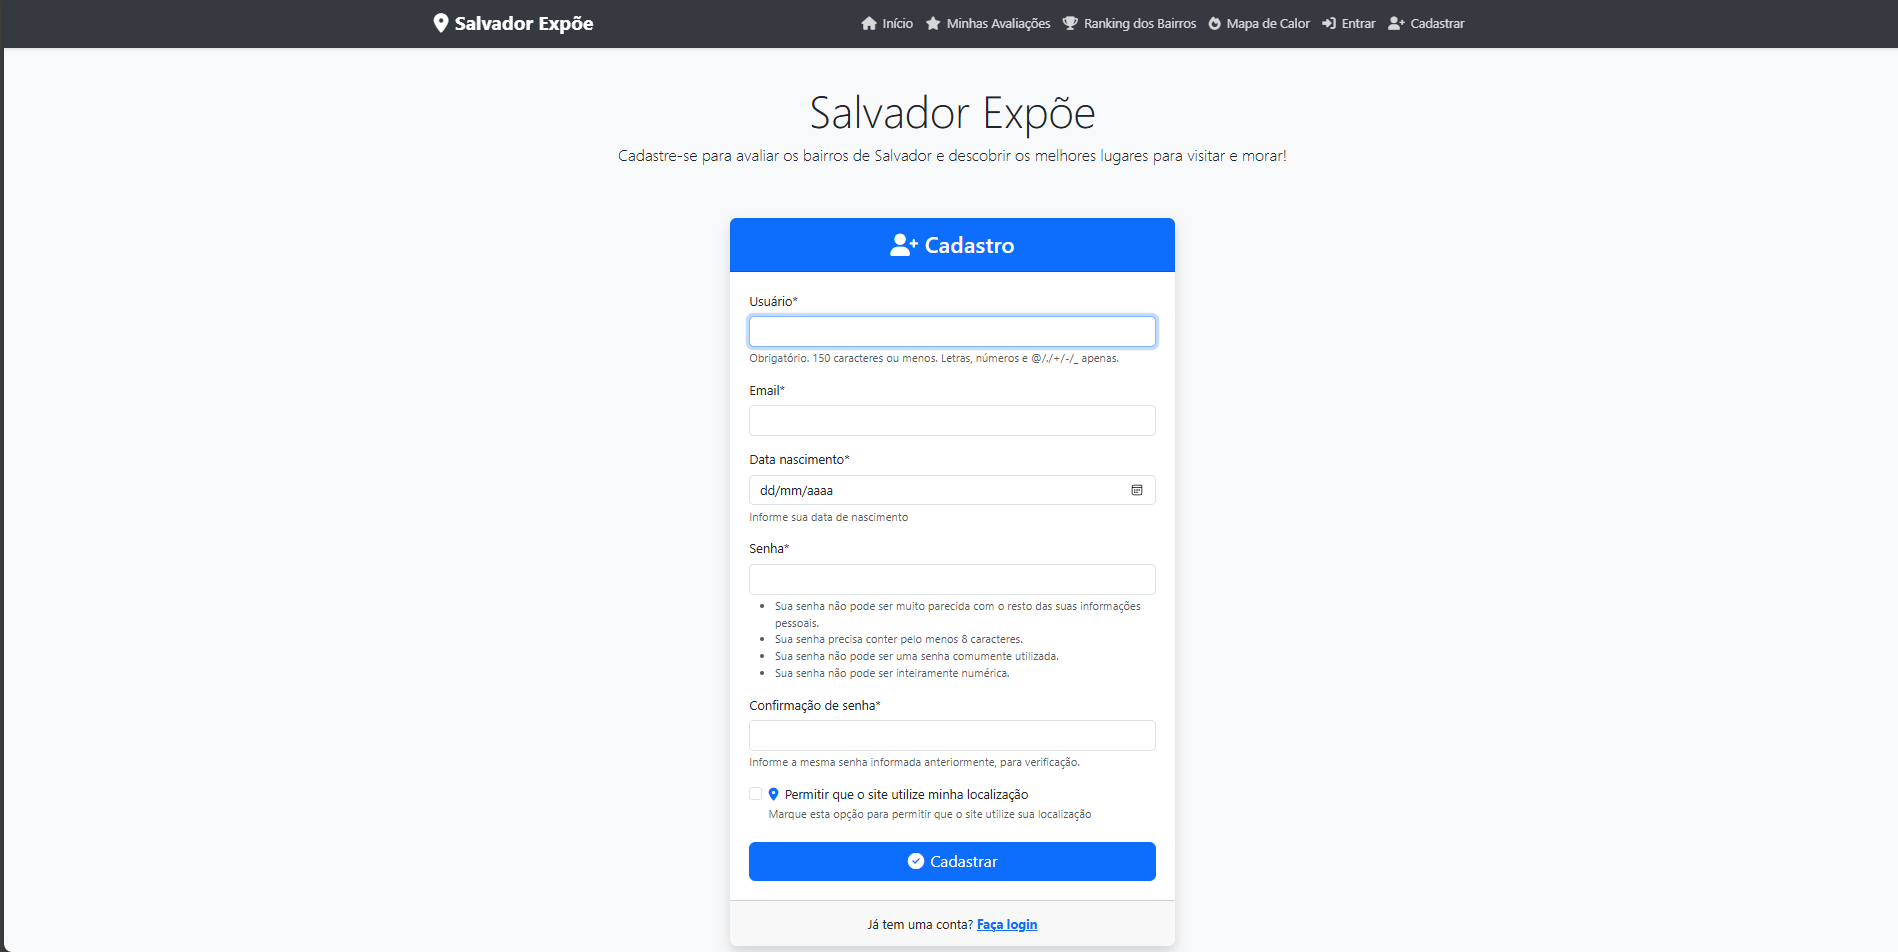 Salvador Expõe
Início Minhas Avaliações Ranking dos Bairros Mapa de Calor Entrar Cadastrar
Salvador Expõe
Cadastre-se para avaliar os bairros de Salvador e descobrir os melhores lugares para visitar e morar!
Cadastro
Usuário*
Obrigatório. 150 caracteres ou menos. Letras, números e @/./+/-/_ apenas.
Email*
Data nascimento*
dd/mm/aaaa
Informe sua data de nascimento
Senha*
• Sua senha não pode ser muito parecida com o resto das suas informações
pessoais.
• Sua senha precisa conter pelo menos 8 caracteres.
• Sua senha não pode ser uma senha comumente utilizada.
• Sua senha não pode ser inteiramente numérica.
Confirmação de senha*
Informe a mesma senha informada anteriormente, para verificação.
Permitir que o site utilize minha localização
Marque esta opção para permitir que o site utilize sua localização
Cadastrar
Já tem uma conta? Faça login